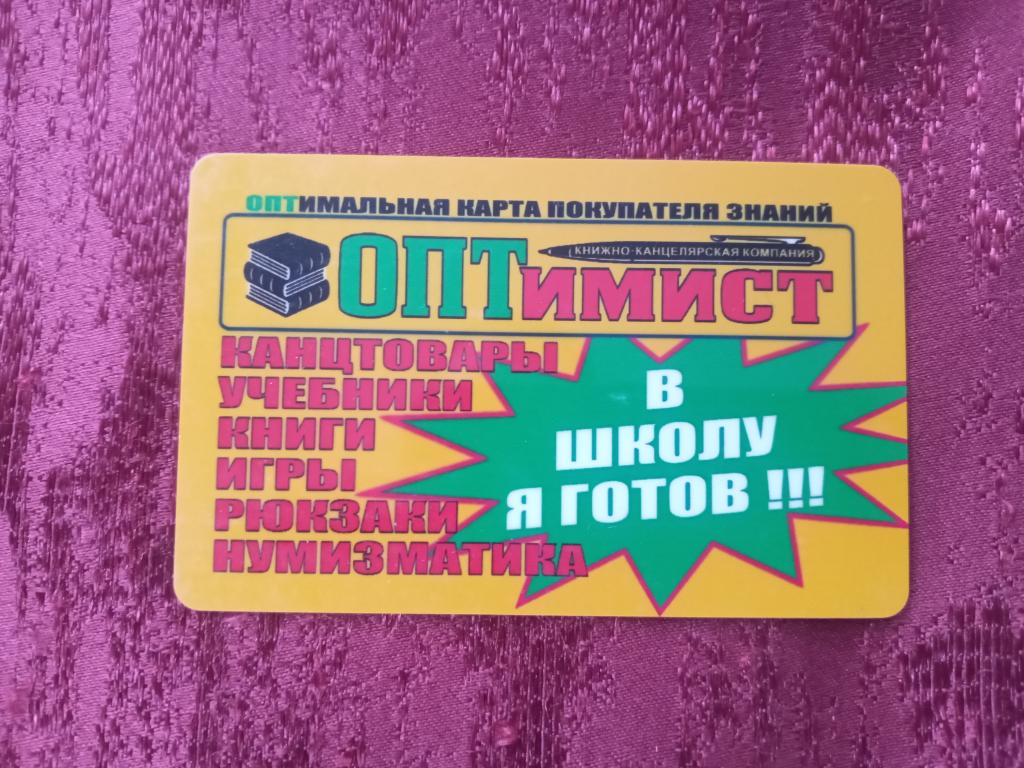 ОПТИМАЛЬНАЯ КАРТА ПОКУПАТЕЛЯ ЗНАНИЙ
КНИЖНО-КАНЦЕЛЯРСКАЯ КОМПАНИЯ
ОПТИМИСТ
КАНЦТОВАРЫ
УЧЕБНИКИ
КНИГИ
ИГРЫ
РЮКЗАКИ
НУМИЗМАТИКА
В
ШКОЛУ
Я ГОТОВ !!!